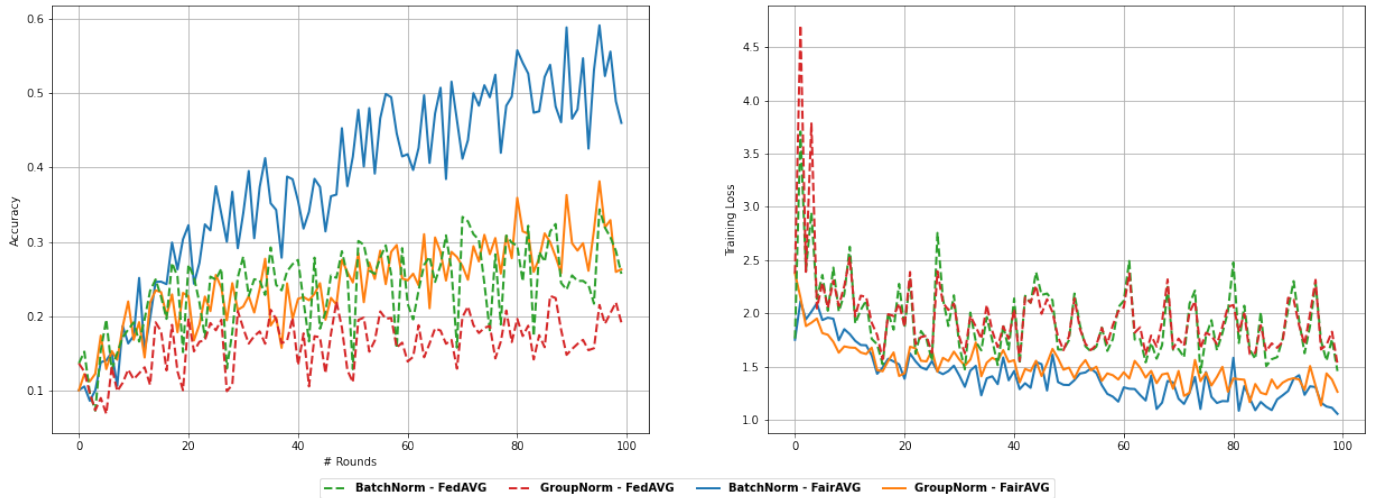 0.6
0.5
0.4
0.3
0.2
0.1
Accuracy
0 20 40 60 80 100
# Rounds
4.5
4.0
3.5
3.0
2.5
2.0
1.5
1.0
Training Loss
0 20 40 60 80 100
BatchNorm - FedAVG GroupNorm - FedAVG BatchNorm - FairAVG GroupNorm - FairAVG